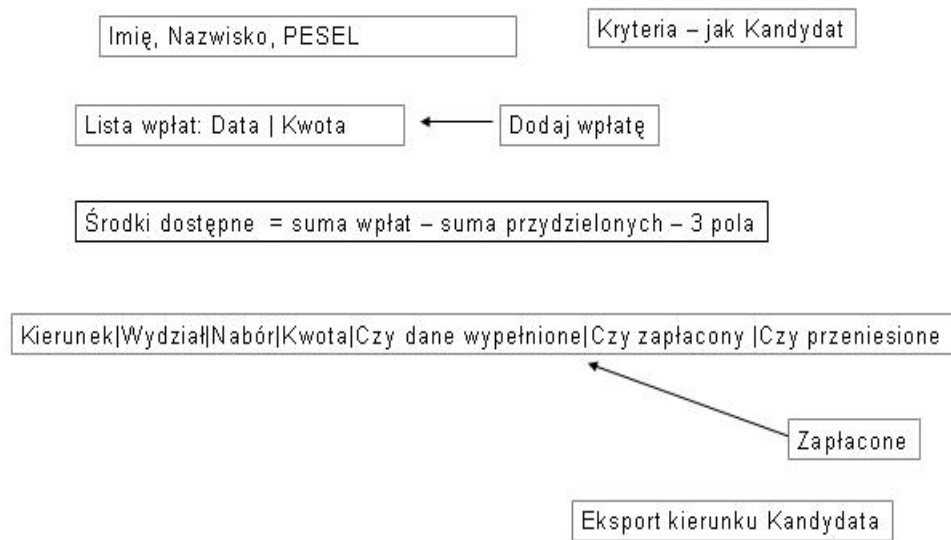 Imię, Nazwisko, PESEL
Kryteria – jak Kandydat
Lista wpłat: Data | Kwota
Dodaj wpłatę
Środki dostępne = suma wpłat – suma przydzielonych – 3 pola
Kierunek|Wydział|Nabór|Kwota|Czy dane wypełnione|Czy zapłacony |Czy przeniesione
Zapłacone
Eksport kierunku Kandydata